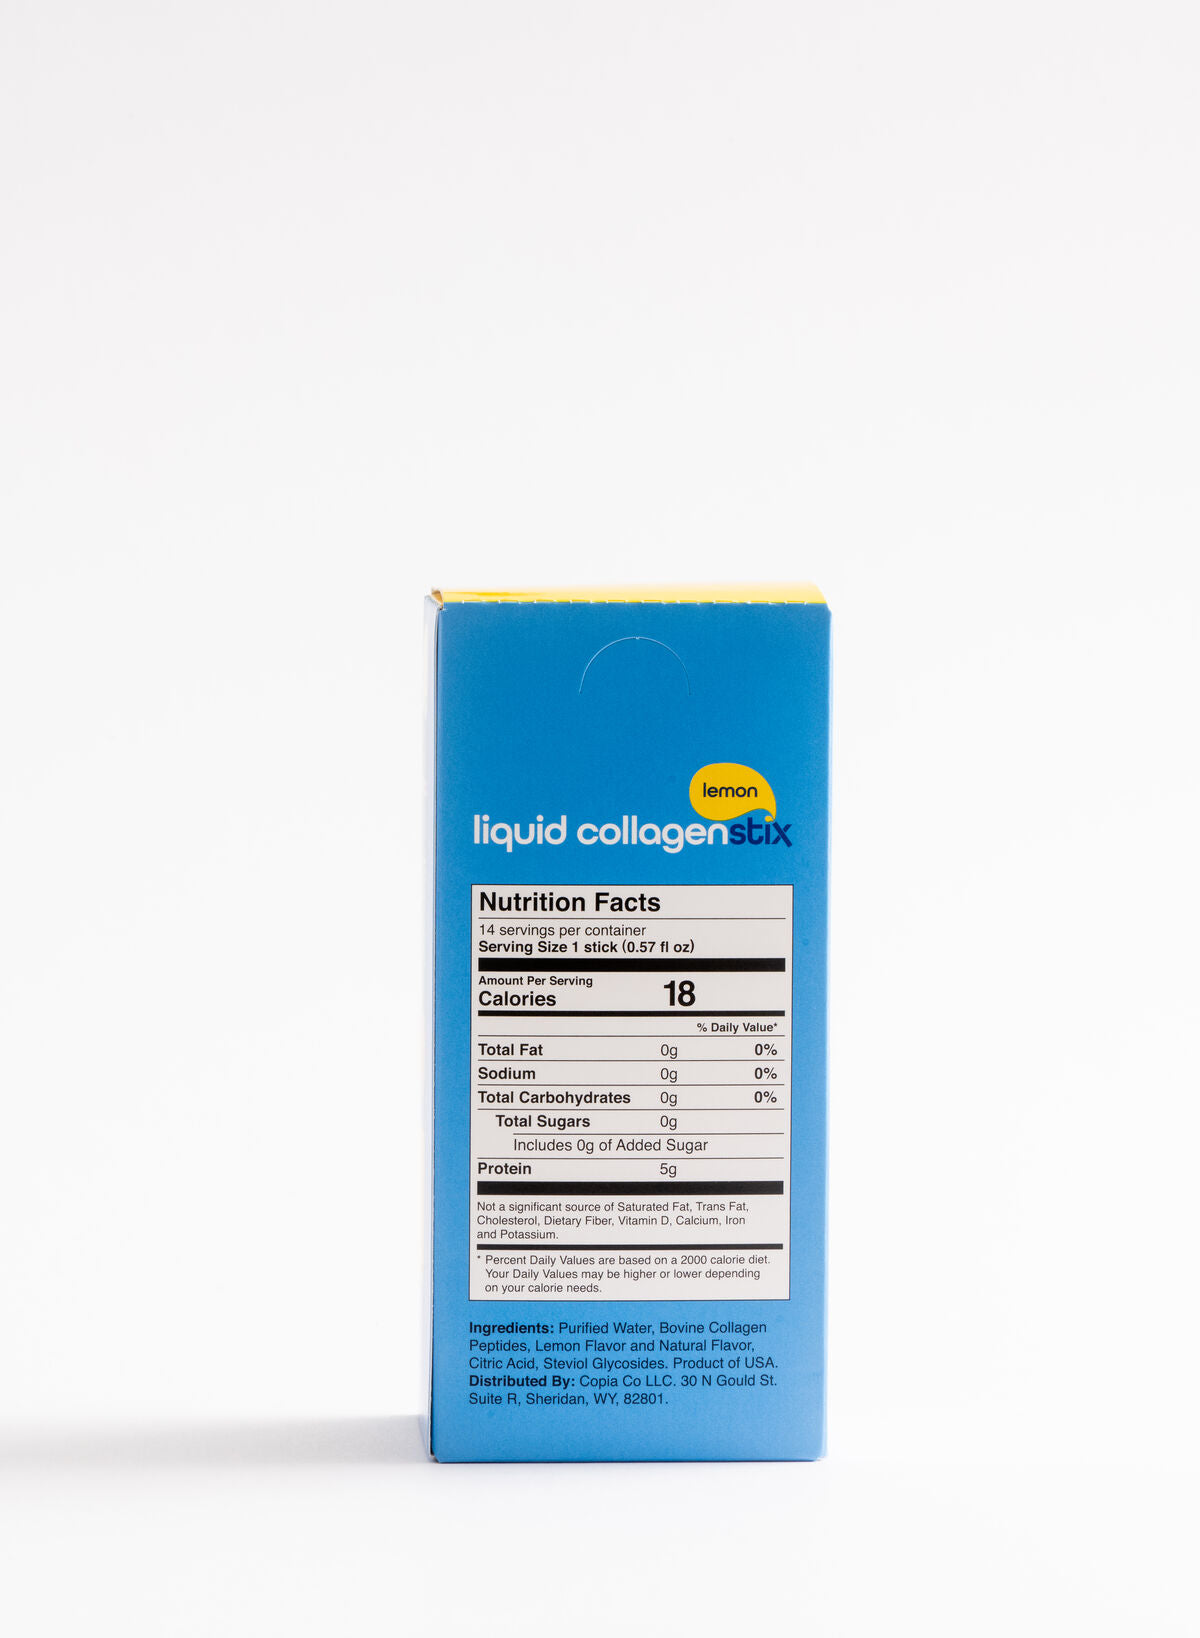 lemon
liquid collagenstix
Nutrition Facts
14 servings per container
Serving Size 1 stick (0.57 fl oz)
Amount Per Serving
Calories 18
% Daily Value*
Total Fat 0g 0%
Sodium 0g 0%
Total Carbohydrates 0g 0%
Total Sugars 0g
Includes 0g of Added Sugar
Protein 5g
Not a significant source of Saturated Fat, Trans Fat,
Cholesterol, Dietary Fiber, Vitamin D, Calcium, Iron
and Potassium.
* Percent Daily Values are based on a 2000 calorie diet.
Your Daily Values may be higher or lower depending
on your calorie needs.
Ingredients: Purified Water, Bovine Collagen
Peptides, Lemon Flavor and Natural Flavor,
Citric Acid, Steviol Glycosides. Product of USA.
Distributed By: Copia Co LLC. 30 N Gould St.
Suite R, Sheridan, WY, 82801.